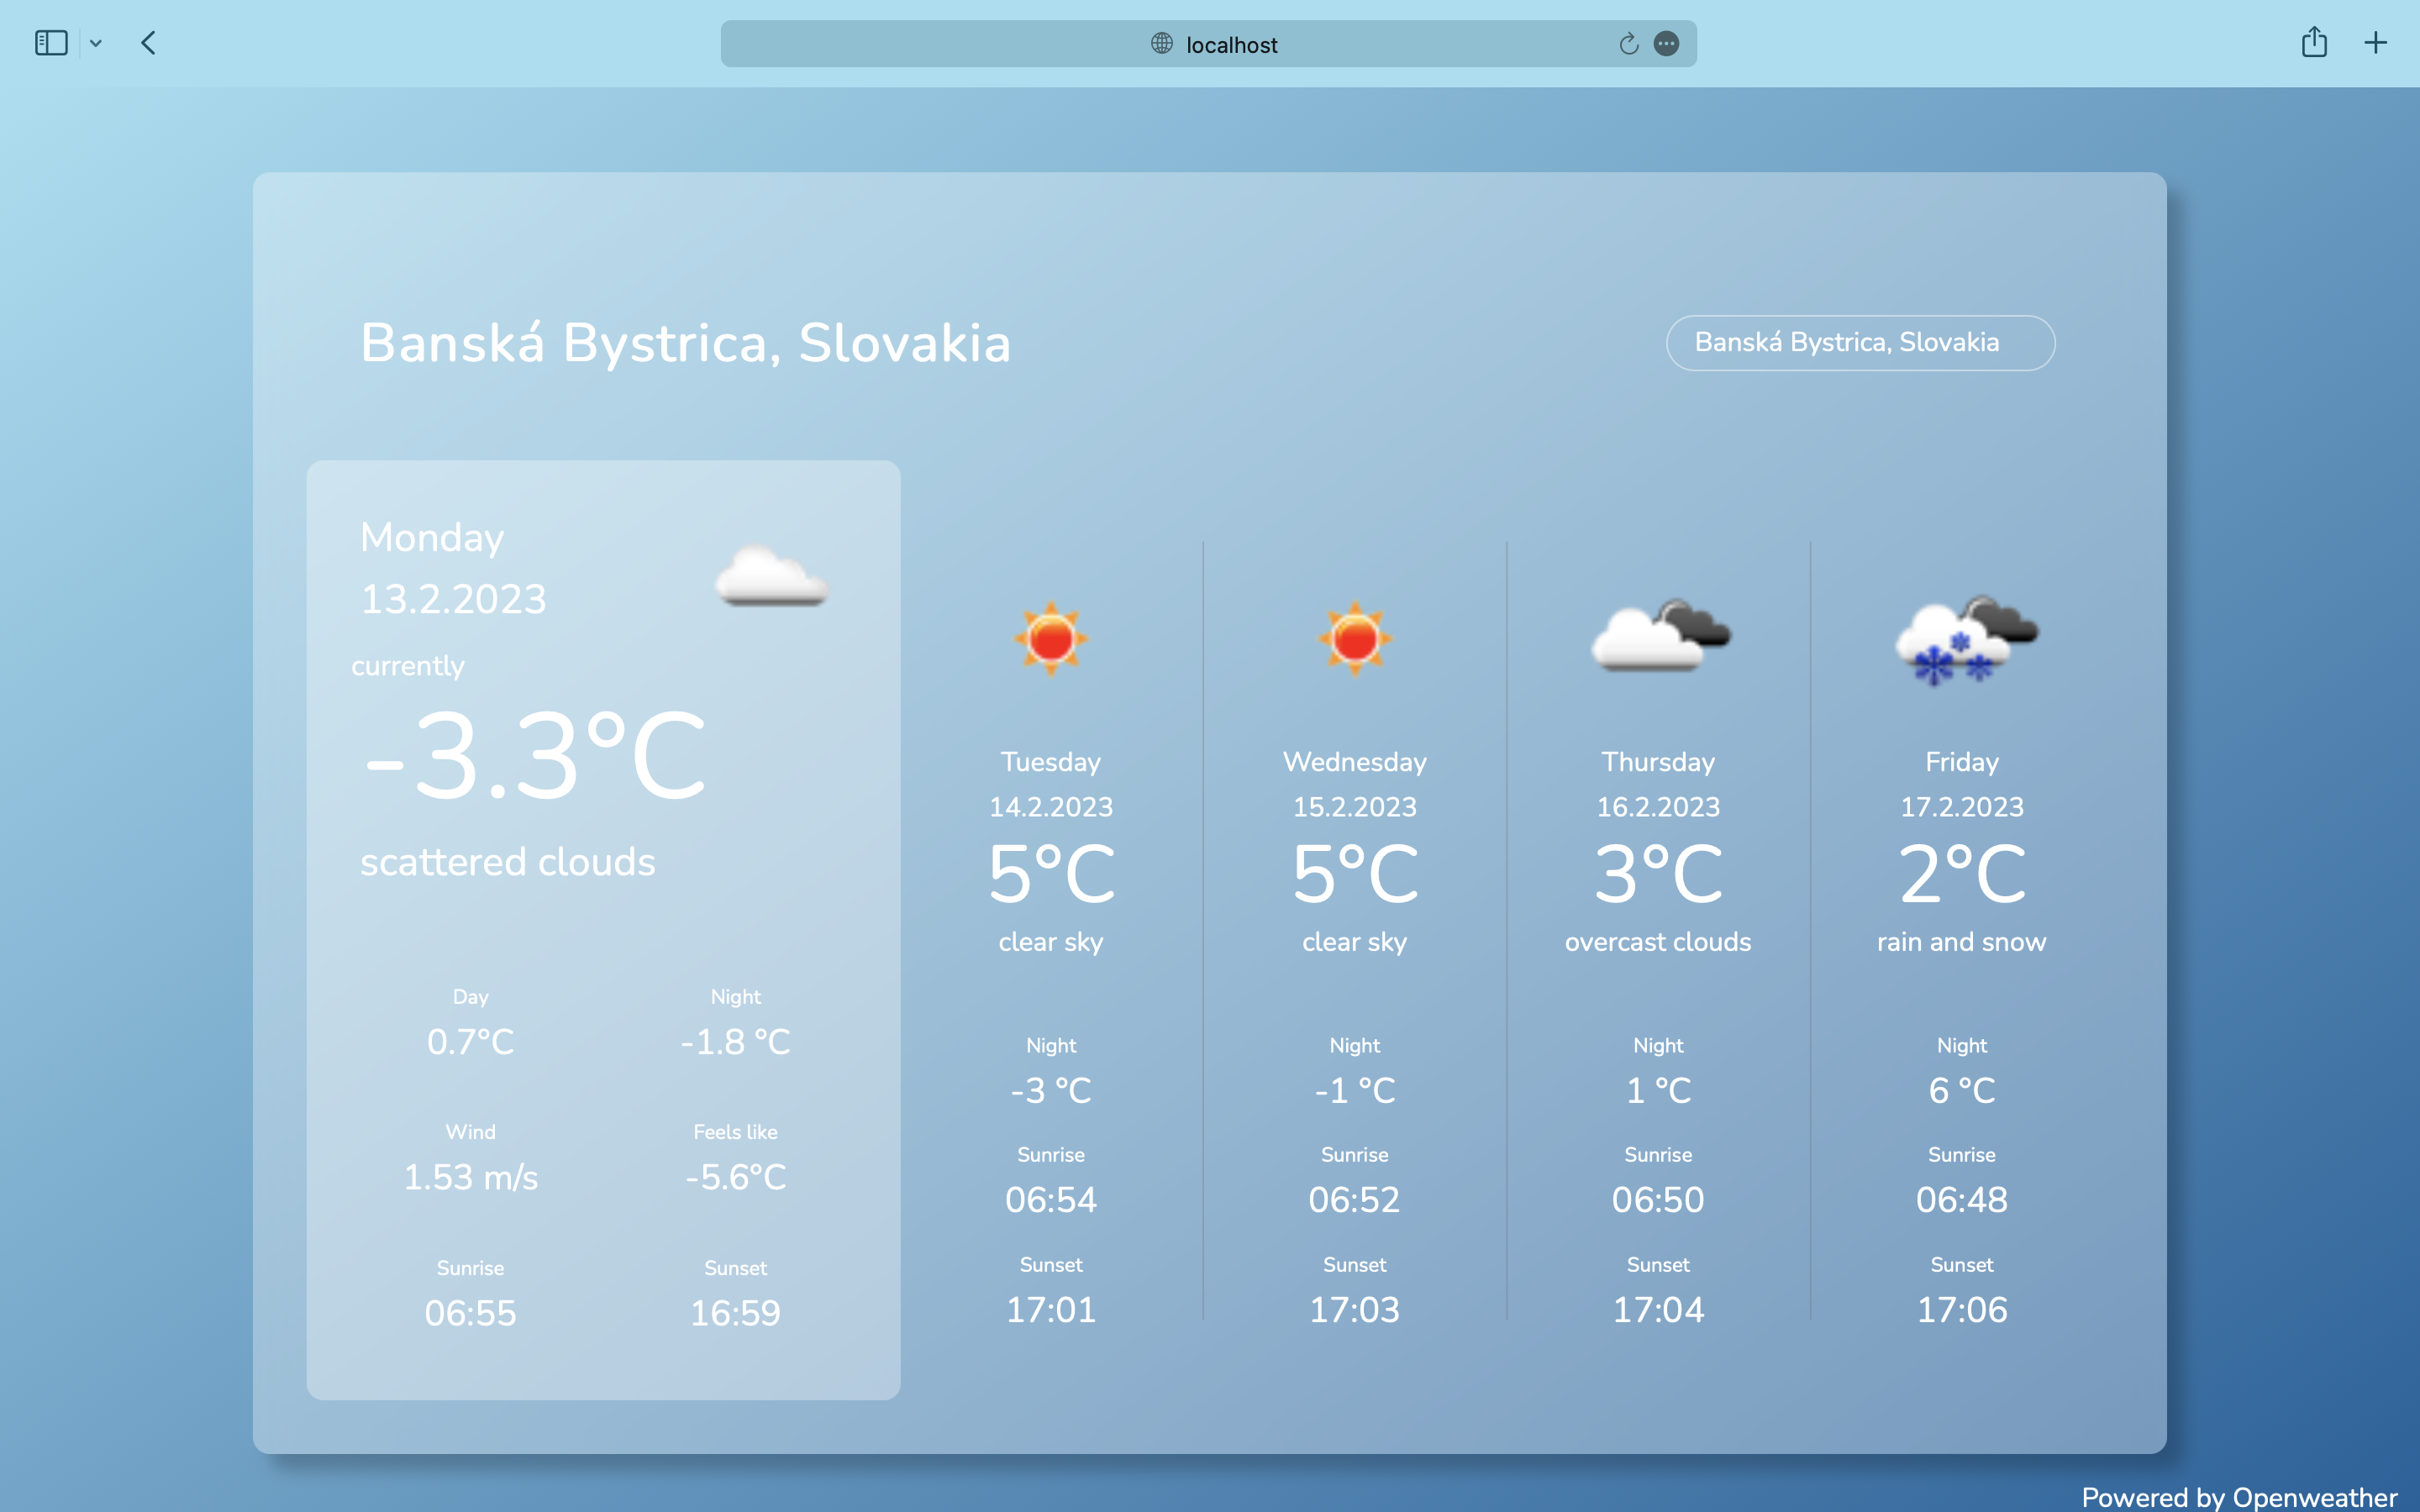 localhost
Banská Bystrica, Slovakia
Banská Bystrica, Slovakia
Monday
13.2.2023
currently
-3.3°C
scattered clouds
Day
0.7°C
Night
-1.8 °C
Wind
1.53 m/s
Feels like
-5.6°C
Sunrise
06:55
Sunset
16:59
Tuesday
14.2.2023
5°C
clear sky
Night
-3 °C
Sunrise
06:54
Sunset
17:01
Wednesday
15.2.2023
5°C
clear sky
Night
-1 °C
Sunrise
06:52
Sunset
17:03
Thursday
16.2.2023
3°C
overcast clouds
Night
1 °C
Sunrise
06:50
Sunset
17:04
Friday
17.2.2023
2°C
rain and snow
Night
6 °C
Sunrise
06:48
Sunset
17:06
Powered by Openweather